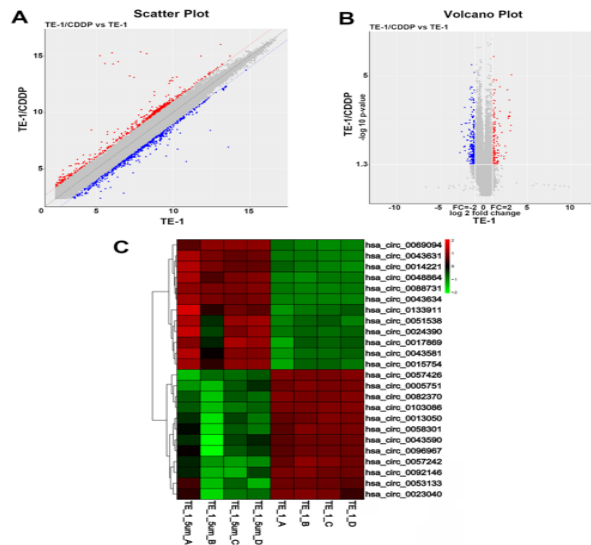 A
Scatter Plot
TE-1/CDDP vs TE-1
15
10
5
TE-1/CDDP
0
5
10
15
TE-1
B
Volcano Plot
TE-1/CDDP vs TE-1
5
1.3
TE-1/CDDP
-log 10 p-value
-10
-5
FC=-2
0
FC=2
5
10
log 2 fold change
TE-1
C
hsa_circ_0069094
hsa_circ_0043631
hsa_circ_0014221
hsa_circ_0048864
hsa_circ_0088731
hsa_circ_0043634
hsa_circ_0133911
hsa_circ_0051538
hsa_circ_0024390
hsa_circ_0017869
hsa_circ_0043581
hsa_circ_0015754
hsa_circ_0057426
hsa_circ_0005751
hsa_circ_0082370
hsa_circ_0103086
hsa_circ_0013050
hsa_circ_0058301
hsa_circ_0043590
hsa_circ_0096967
hsa_circ_0057242
hsa_circ_0092146
hsa_circ_0053133
hsa_circ_0023040
TE_1_5um_A
TE_1_5um_B
TE_1_5um_C
TE_1_5um_D
TE_1_A
TE_1_B
TE_1_C
TE_1_D